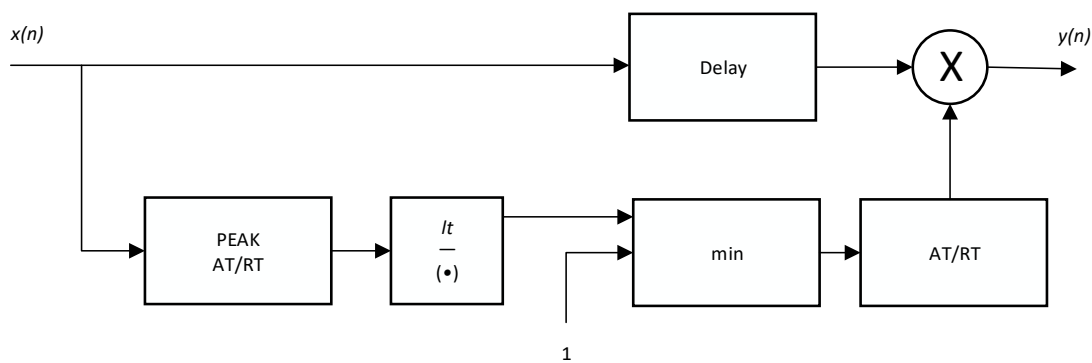 x(n)
y(n)
Delay
X
PEAK
AT/RT
lt
(•)
min
AT/RT
1